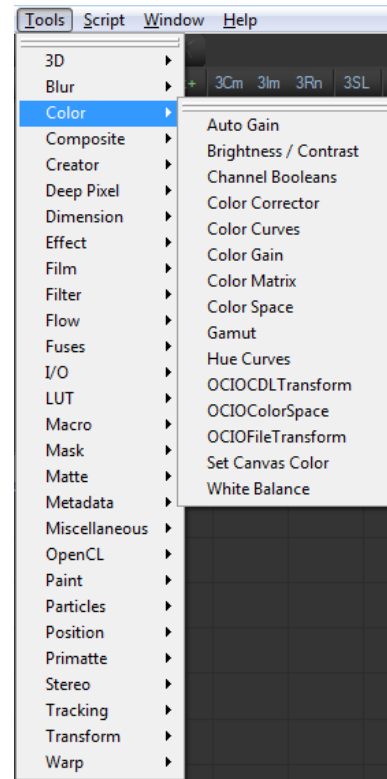 Tools Script Window Help
3Cm 3Im 3Rn 3SL
3D
Blur
Color
Composite
Creator
Deep Pixel
Dimension
Effect
Film
Filter
Flow
Fuses
I/O
LUT
Macro
Mask
Matte
Metadata
Miscellaneous
OpenCL
Paint
Particles
Position
Primatte
Stereo
Tracking
Transform
Warp
Auto Gain
Brightness / Contrast
Channel Booleans
Color Corrector
Color Curves
Color Gain
Color Matrix
Color Space
Gamut
Hue Curves
OCIOCDLTransform
OCIOColorSpace
OCIOFileTransform
Set Canvas Color
White Balance